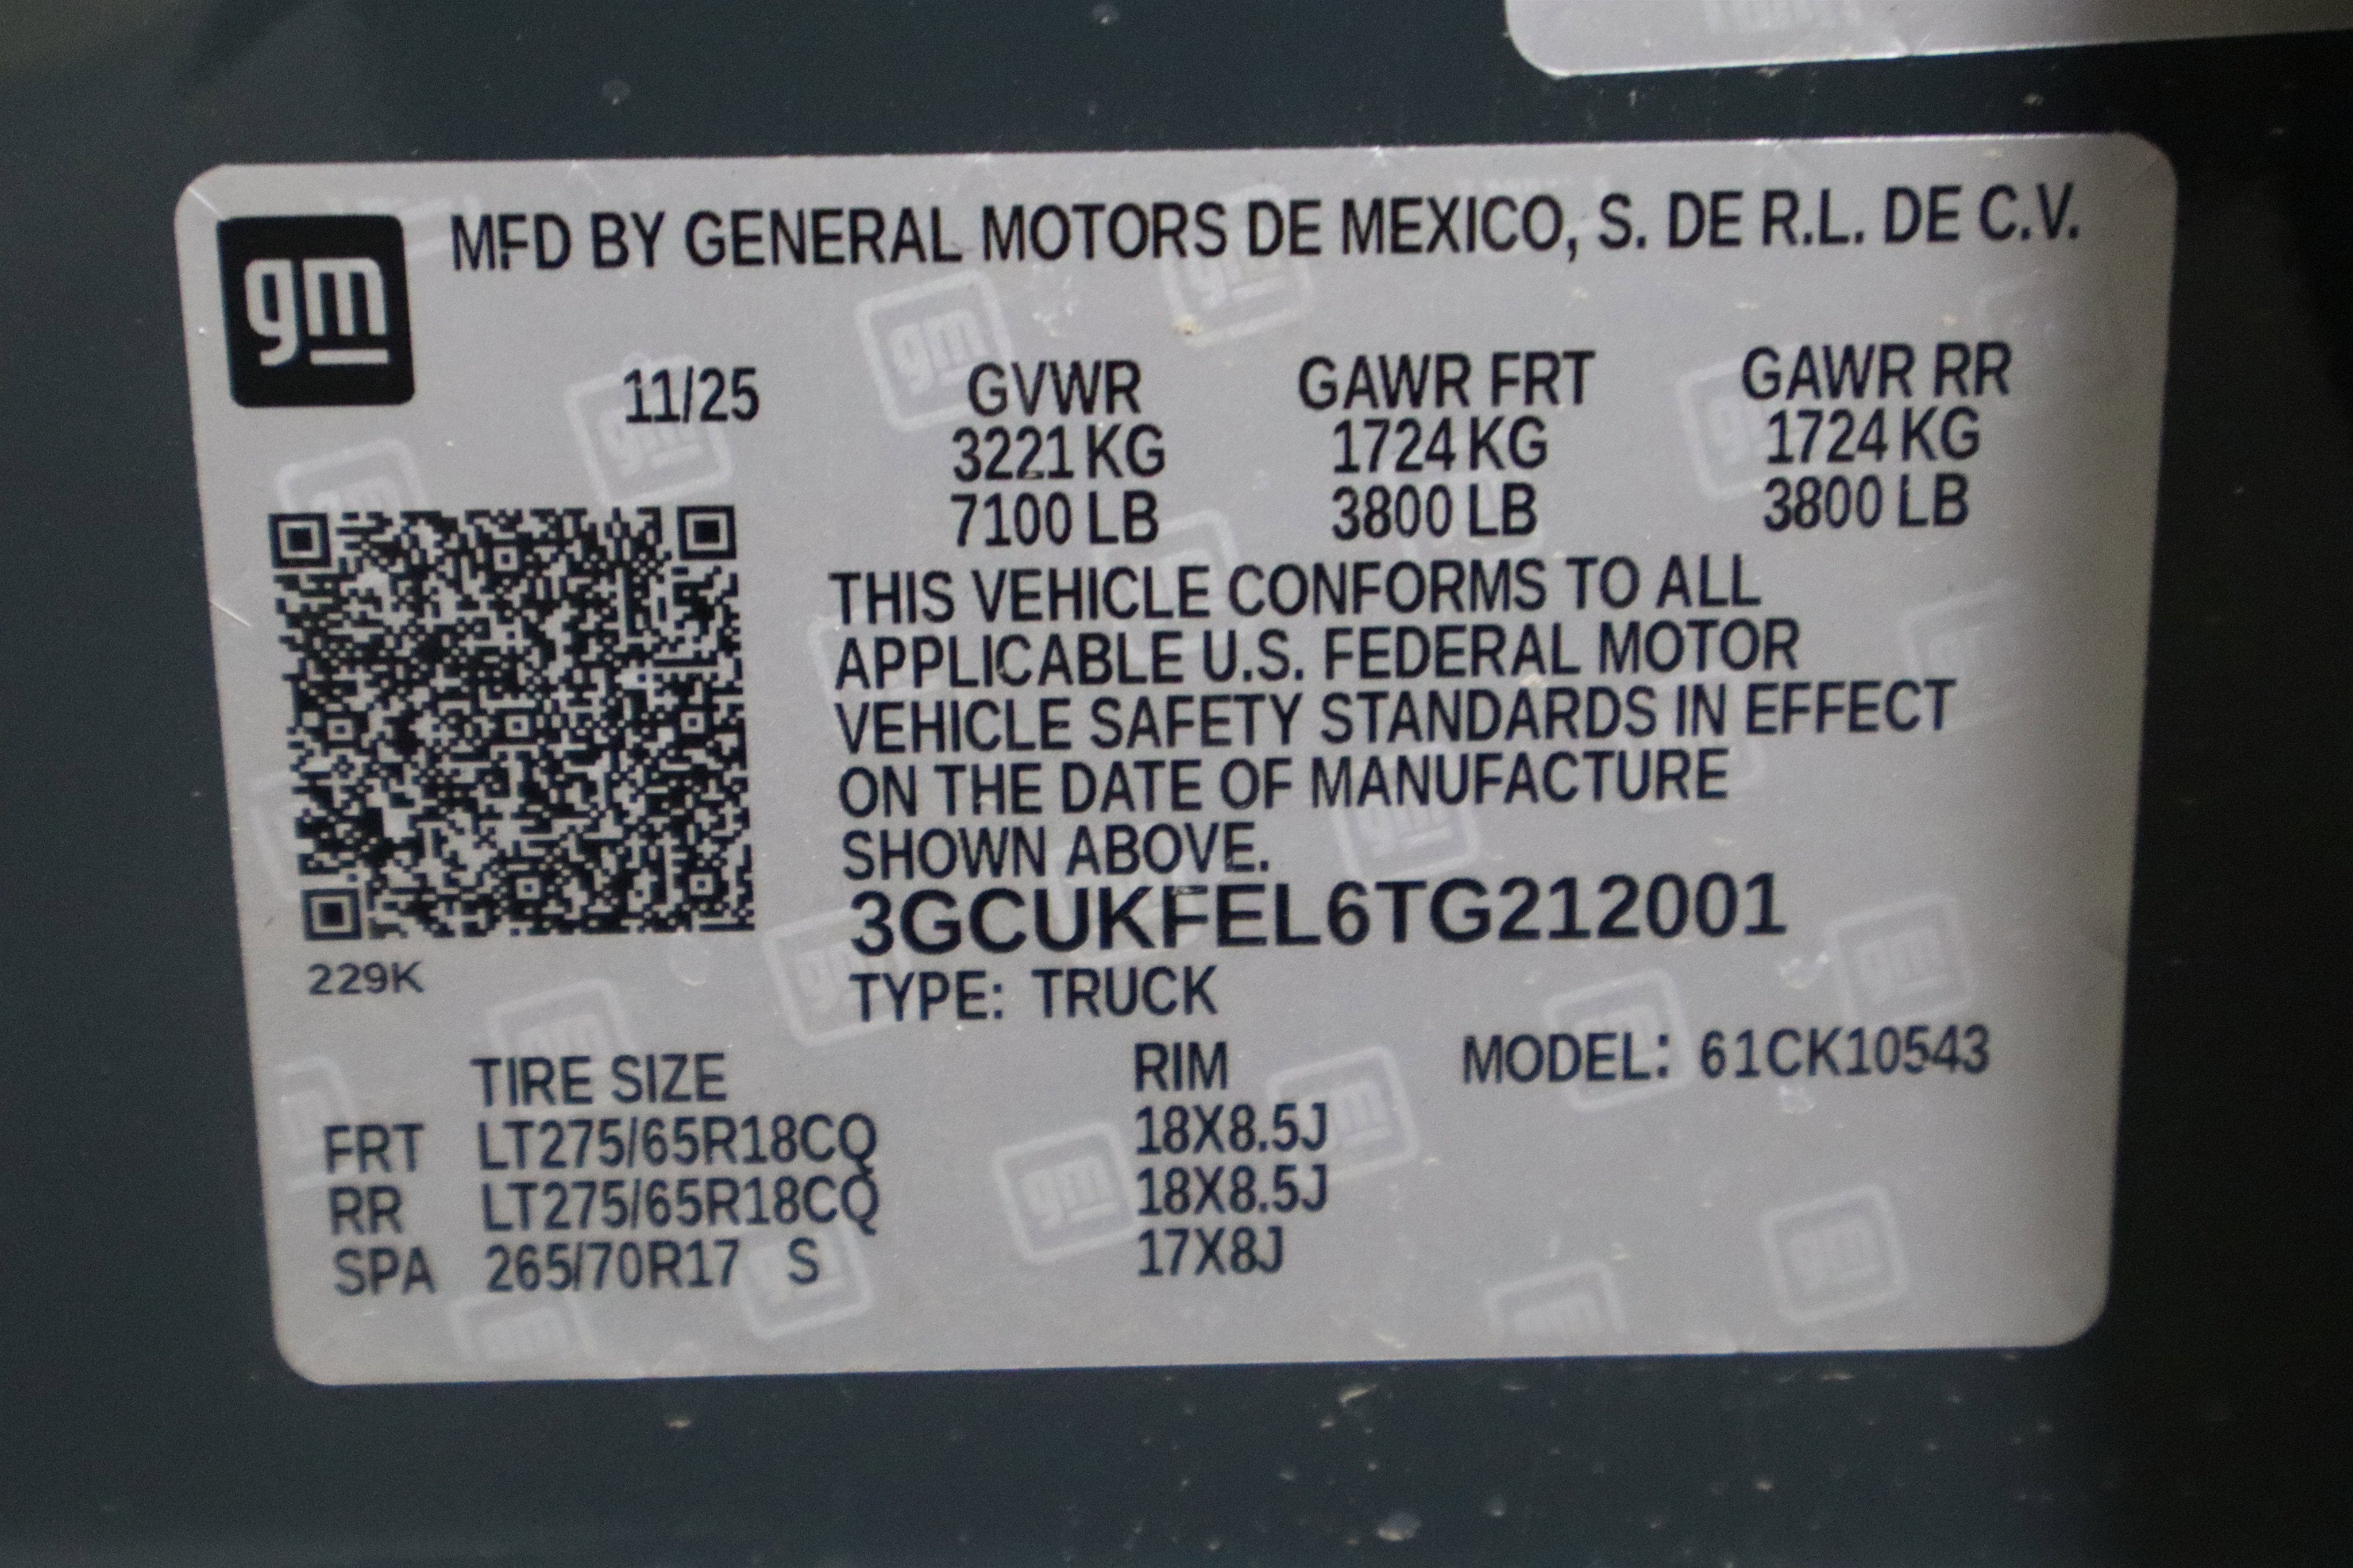 gm
MFD BY GENERAL MOTORS DE MEXICO, S. DE R.L. DE C.V.
11/25 GVWR GAWR FRT GAWR RR
3221 KG 1724 KG 1724 KG
7100 LB 3800 LB 3800 LB
THIS VEHICLE CONFORMS TO ALL
APPLICABLE U.S. FEDERAL MOTOR
VEHICLE SAFETY STANDARDS IN EFFECT
ON THE DATE OF MANUFACTURE
SHOWN ABOVE.
3GCUKFEL6TG212001
229K
TYPE: TRUCK
TIRE SIZE RIM MODEL: 61CK10543
FRT LT275/65R18CQ 18X8.5J
RR LT275/65R18CQ 18X8.5J
SPA 265/70R17 S 17X8J